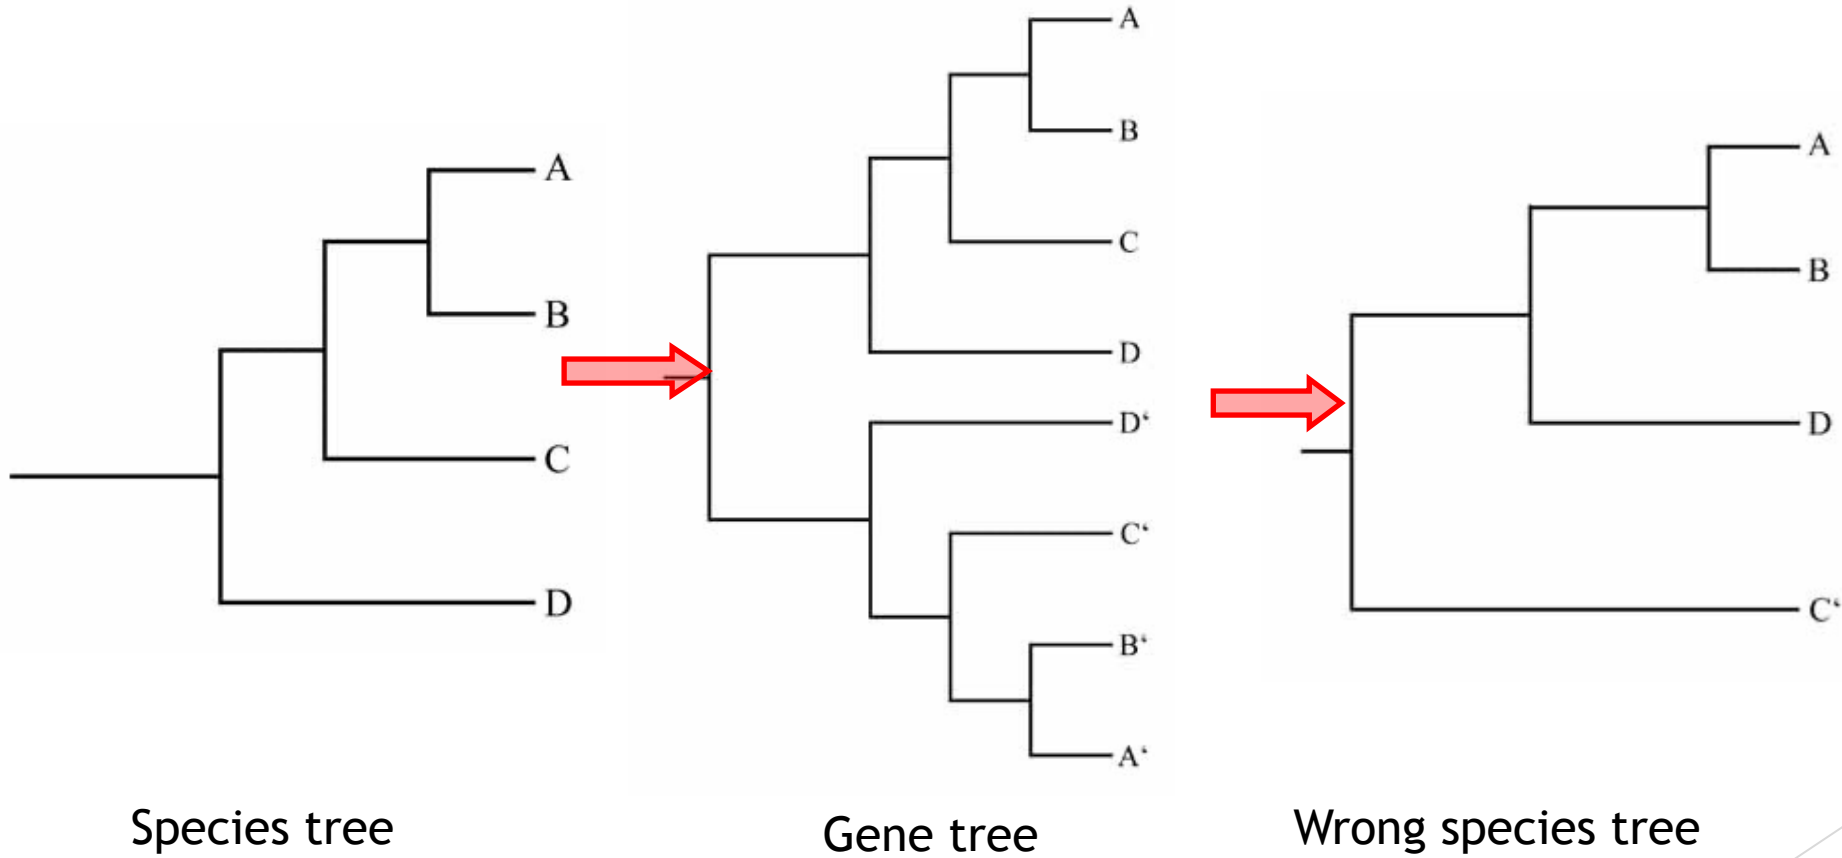 A
B
C
D
Species tree
A
B
C
D
D‘
C‘
B‘
A‘
Gene tree
A
B
D
C‘
Wrong species tree